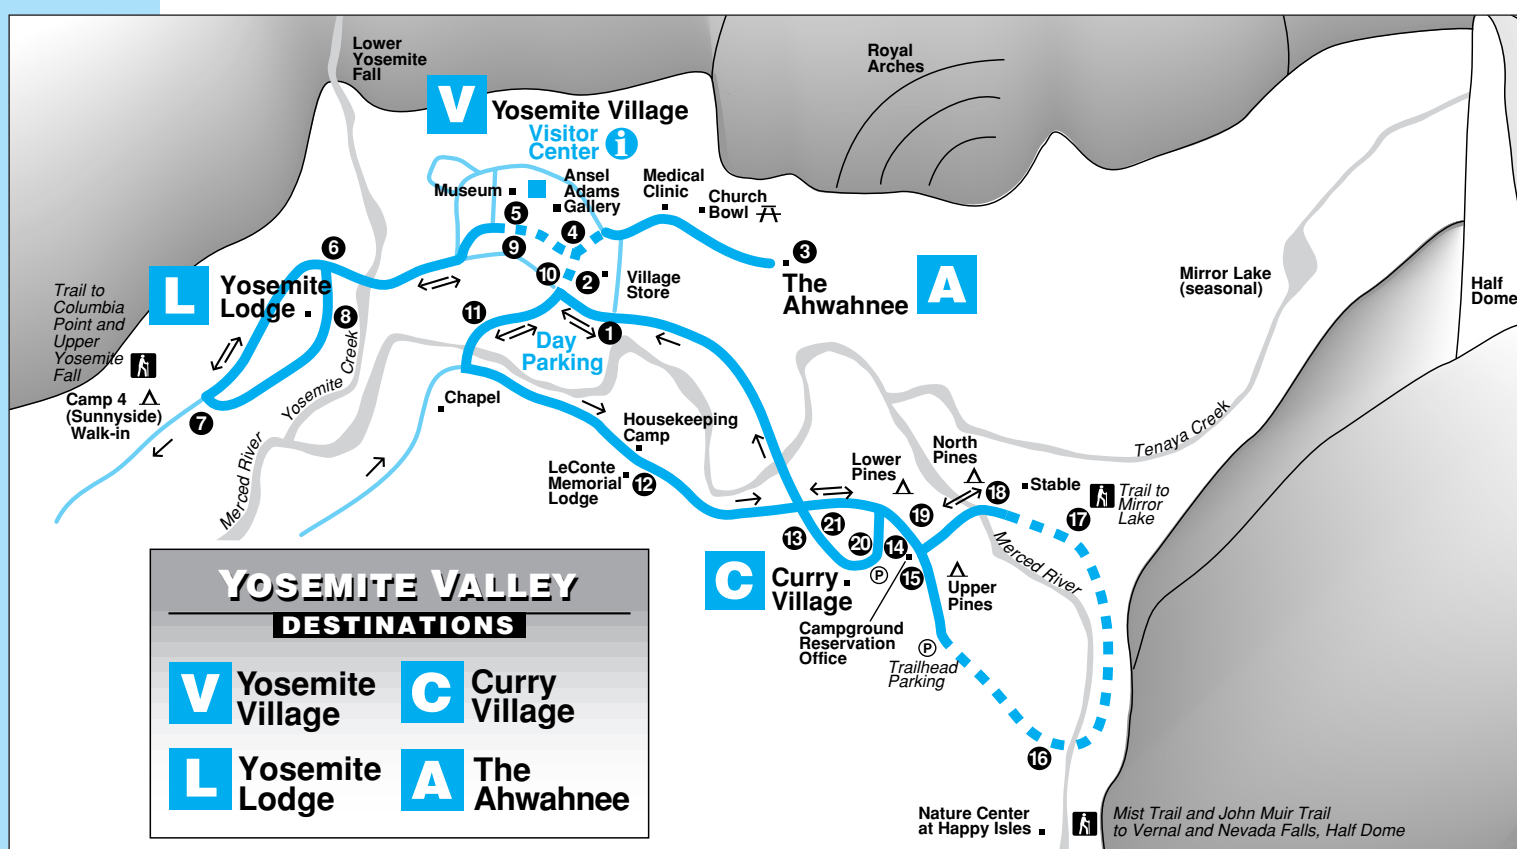 Lower
Yosemite
Fall
Royal
Arches
V
Yosemite Village
Visitor
Center
i
Museum
Ansel
Adams
Gallery
Medical
Clinic
Church
Bowl
5
4
9
10
2
3
6
Village
Store
The
Ahwahnee
A
Mirror Lake
(seasonal)
Half
Dome
L
Yosemite
Lodge
8
11
1
Day
Parking
Trail to
Columbia
Point and
Upper
Yosemite
Fall
Camp 4
(Sunnyside)
Walk-in
7
Yosemite Creek
Merced River
Chapel
Housekeeping
Camp
LeConte
Memorial
Lodge
12
Lower
Pines
North
Pines
Tenaya Creek
Stable
18
17
Trail to
Mirror
Lake
19
21
13
20
14
15
P
C
Curry
Village
Upper
Pines
Merced River
Campground
Reservation
Office
P
Trailhead
Parking
16
Nature Center
at Happy Isles
Mist Trail and John Muir Trail
to Vernal and Nevada Falls, Half Dome
YOSEMITE VALLEY
DESTINATIONS
V
Yosemite
Village
C
Curry
Village
L
Yosemite
Lodge
A
The
Ahwahnee